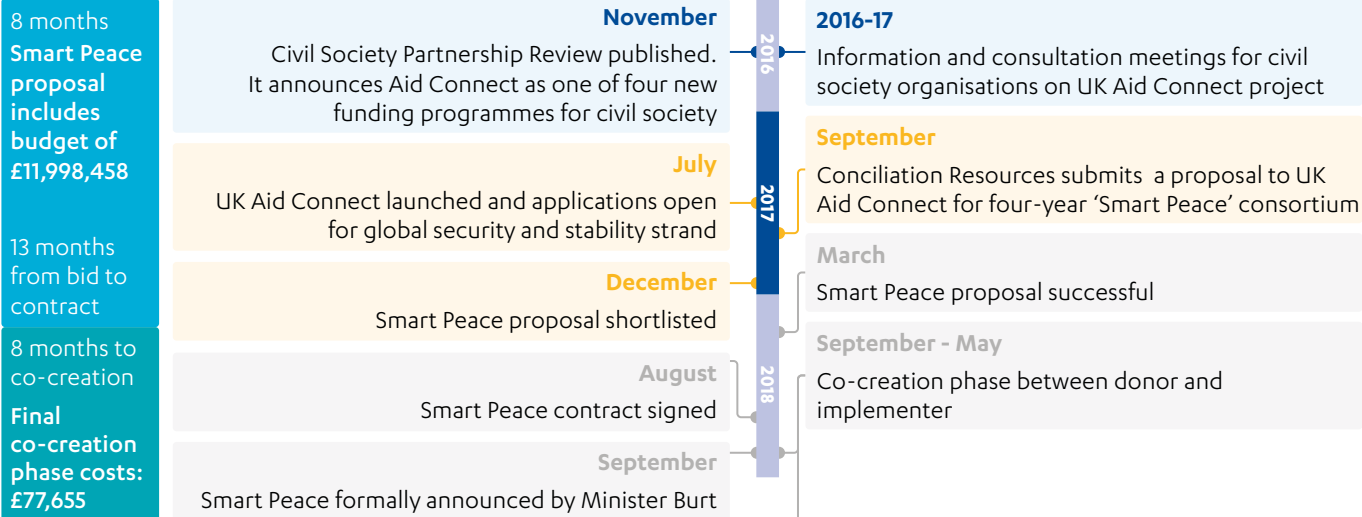 8 months
Smart Peace
proposal
includes
budget of
£11,998,458
13 months
from bid to
contract
8 months to
co-creation
Final
co-creation
phase costs:
£77,655
November
Civil Society Partnership Review published.
It announces Aid Connect as one of four new
funding programmes for civil society
July
UK Aid Connect launched and applications open
for global security and stability strand
December
Smart Peace proposal shortlisted
August
Smart Peace contract signed
September
Smart Peace formally announced by Minister Burt
2016
2017
2018
2016-17
Information and consultation meetings for civil
society organisations on UK Aid Connect project
September
Conciliation Resources submits a proposal to UK
Aid Connect for four-year ‘Smart Peace’ consortium
March
Smart Peace proposal successful
September - May
Co-creation phase between donor and
implementer